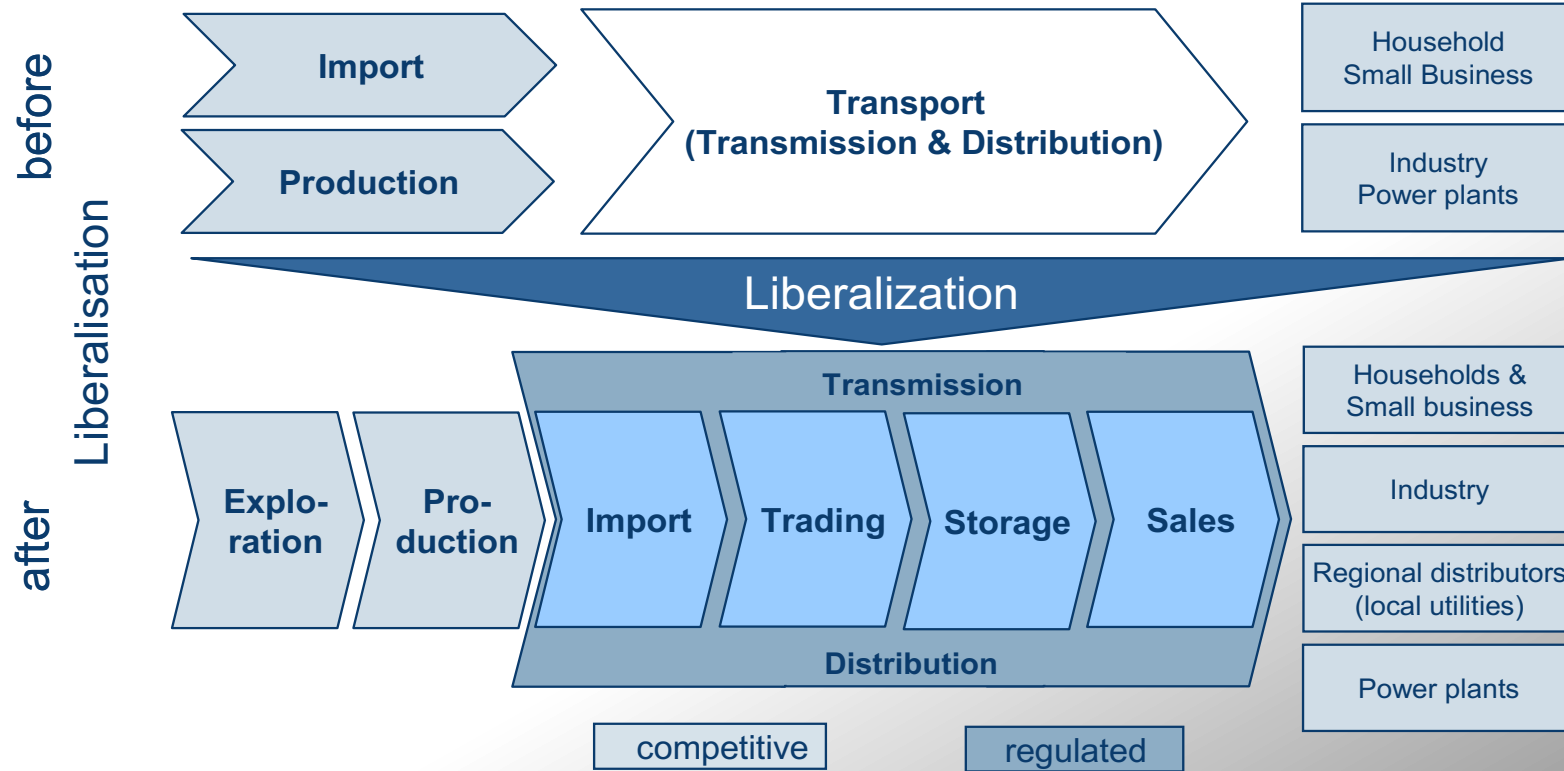 before
Liberalisation
after
Import
Production
Transport
(Transmission & Distribution)
Household
Small Business
Industry
Power plants
Liberalization
Transmission
Explo-
ration
Pro-
duction
Import
Trading
Storage
Sales
Distribution
Households &
Small business
Industry
Regional distributors
(local utilities)
Power plants
competitive
regulated